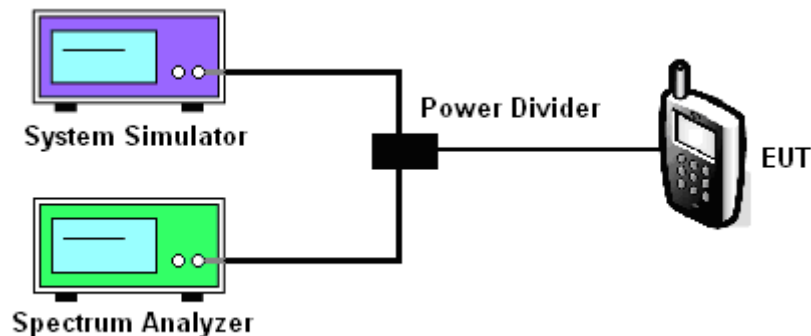 System Simulator
Power Divider
EUT
Spectrum Analyzer